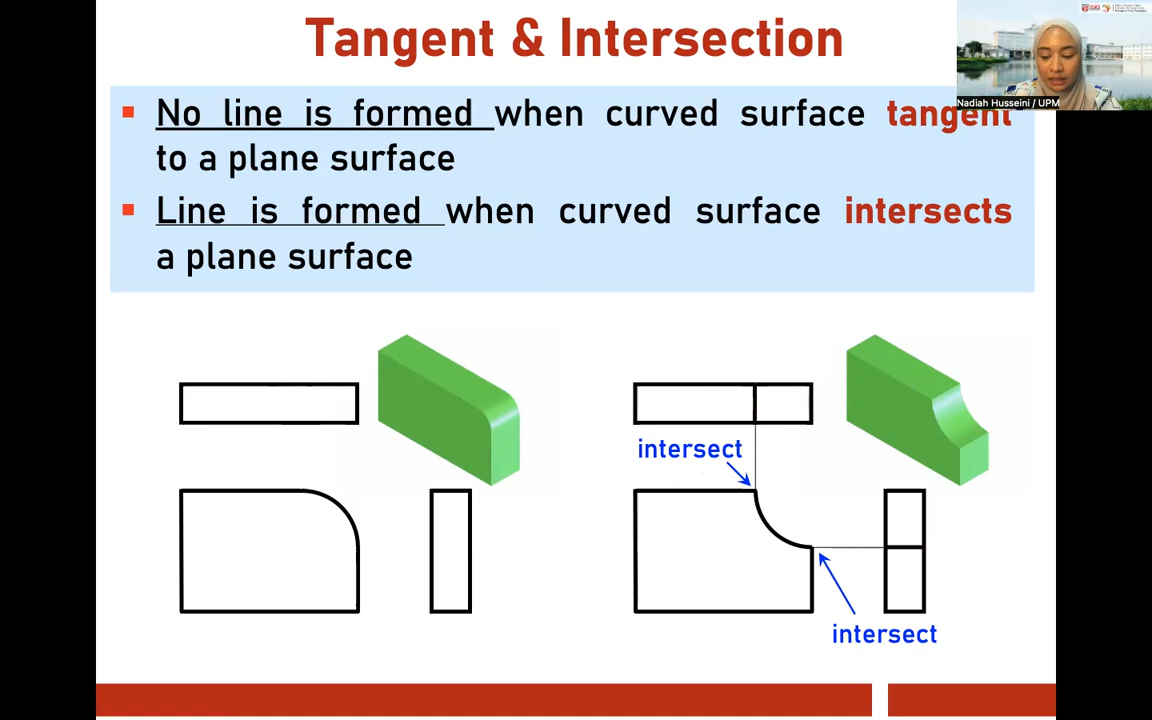 Tangent & Intersection
No line is formed when curved surface tangent
to a plane surface
Line is formed when curved surface intersects
a plane surface
Nadiah Husseini / UPM
intersect
intersect